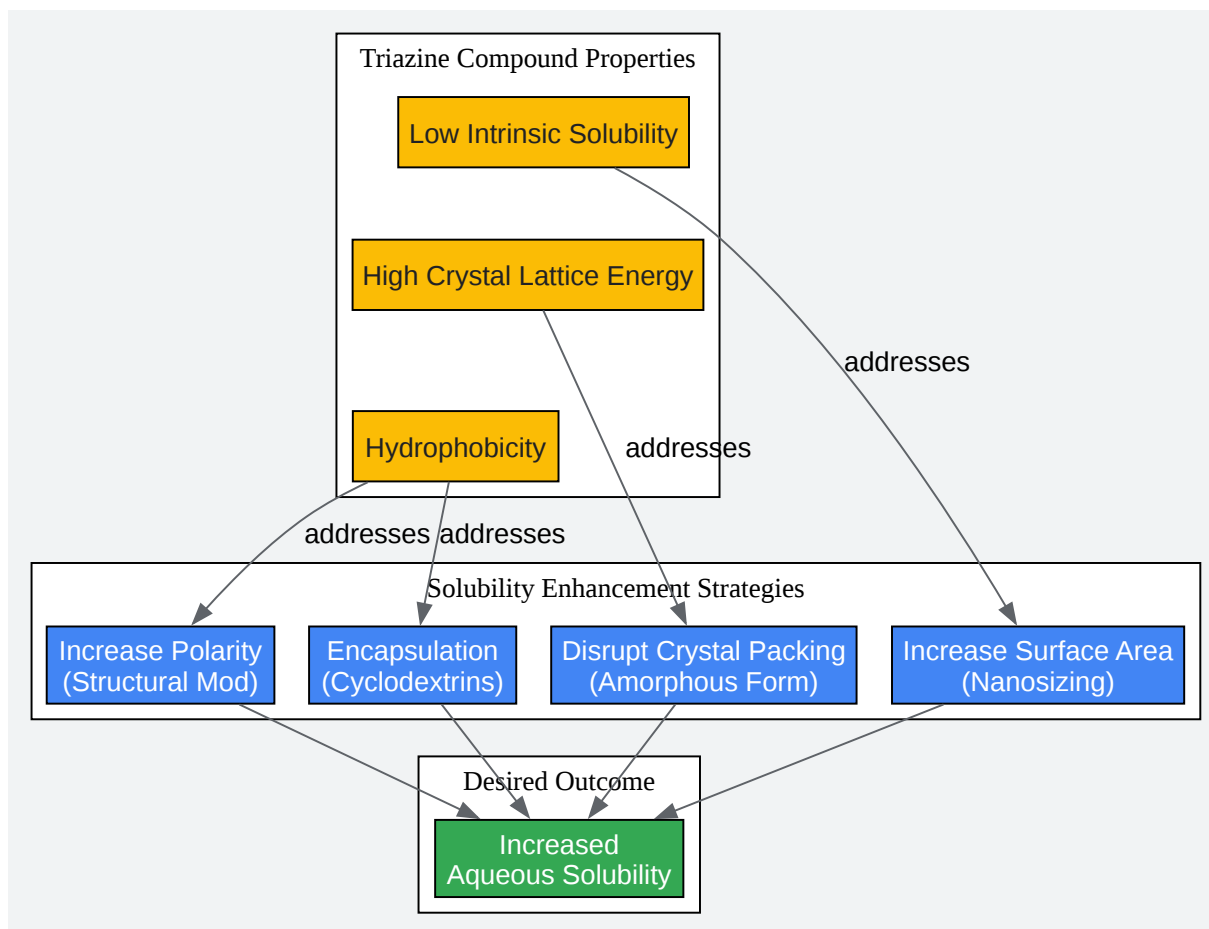 Triazine Compound Properties
Low Intrinsic Solubility
High Crystal Lattice Energy
addresses
addresses
Hydrophobicity
addresses
addresses
Solubility Enhancement Strategies
Increase Polarity
(Structural Mod)
Encapsulation
(Cyclodextrins)
Disrupt Crystal Packing
(Amorphous Form)
Increase Surface Area
(Nanosizing)
Desired Outcome
Increased
Aqueous Solubility